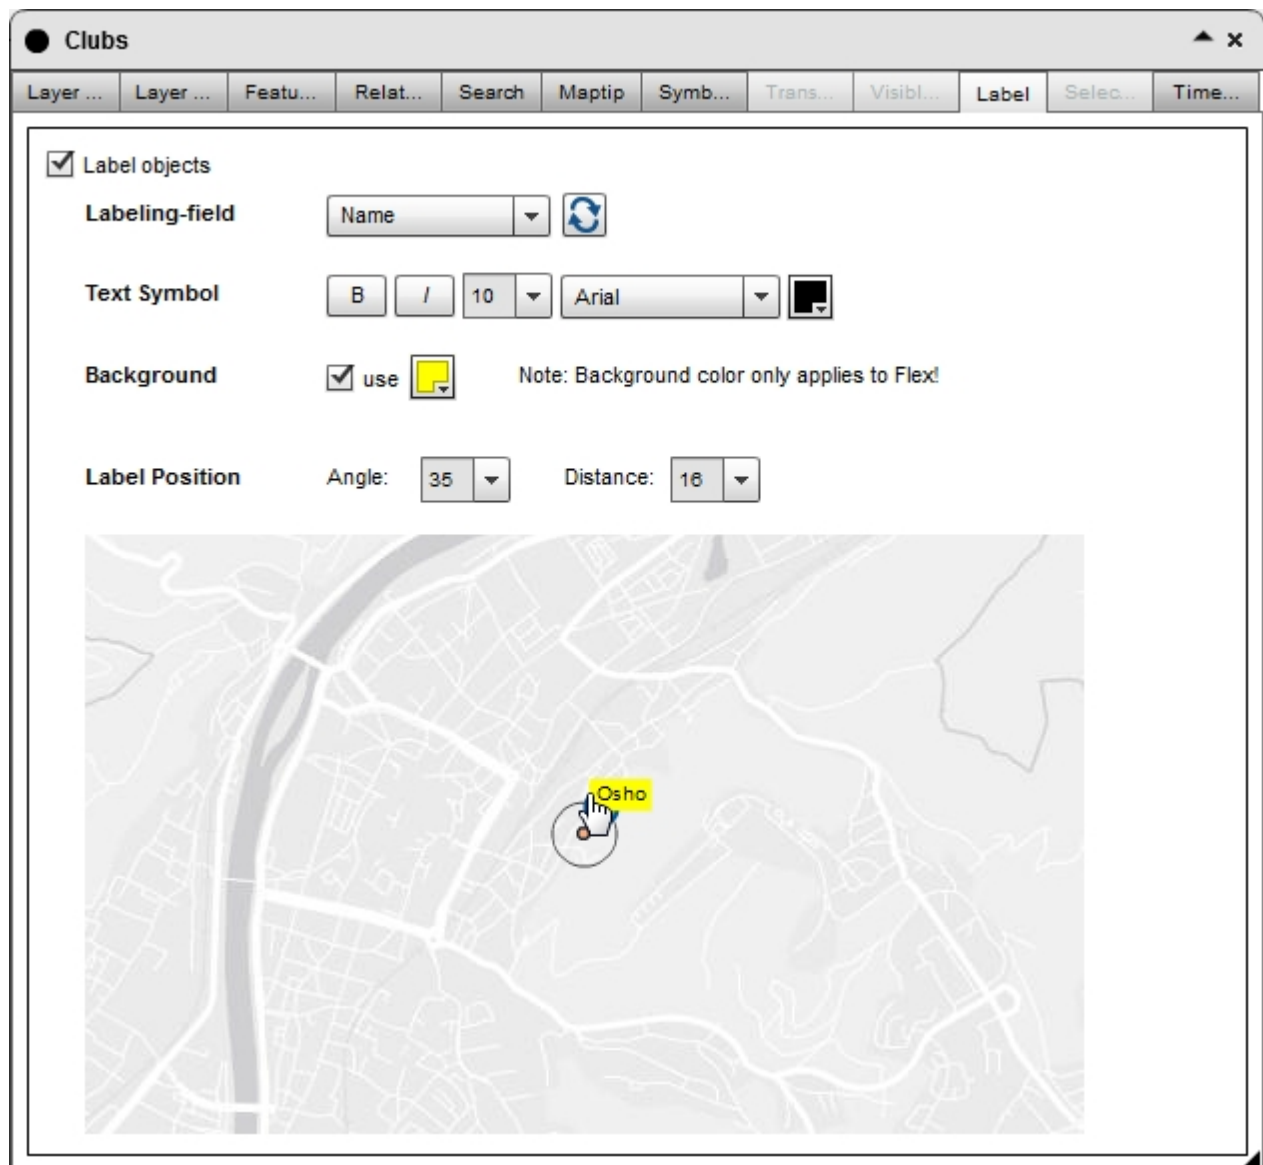 Clubs
Layer ... Layer ... Featu... Relat... Search Maptip Symb... Trans... Visibl... Label Selec... Time...
Label objects
Labeling-field Name
Text Symbol B I 10 Arial
Background use Note: Background color only applies to Flex!
Label Position Angle: 35 Distance: 16
Osho